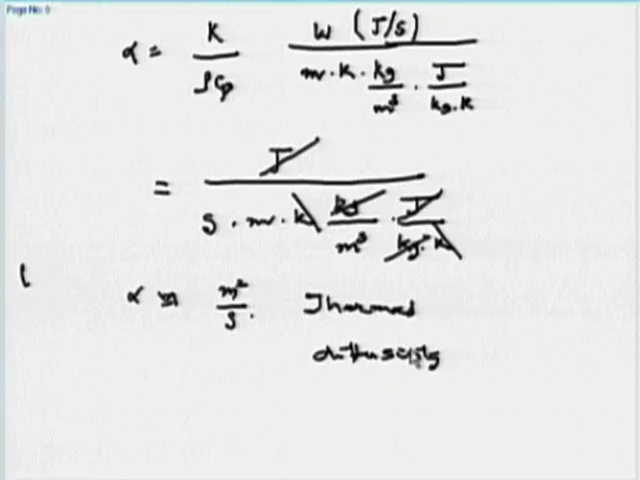 Page No: 9
α = K / ρCp   W (J/s) / m · K · kg/m³ · J/kg·K
= J / S · m · K · kg/m³ · J/kg·K
α ≡ m²/S. Thermal
diffusivity